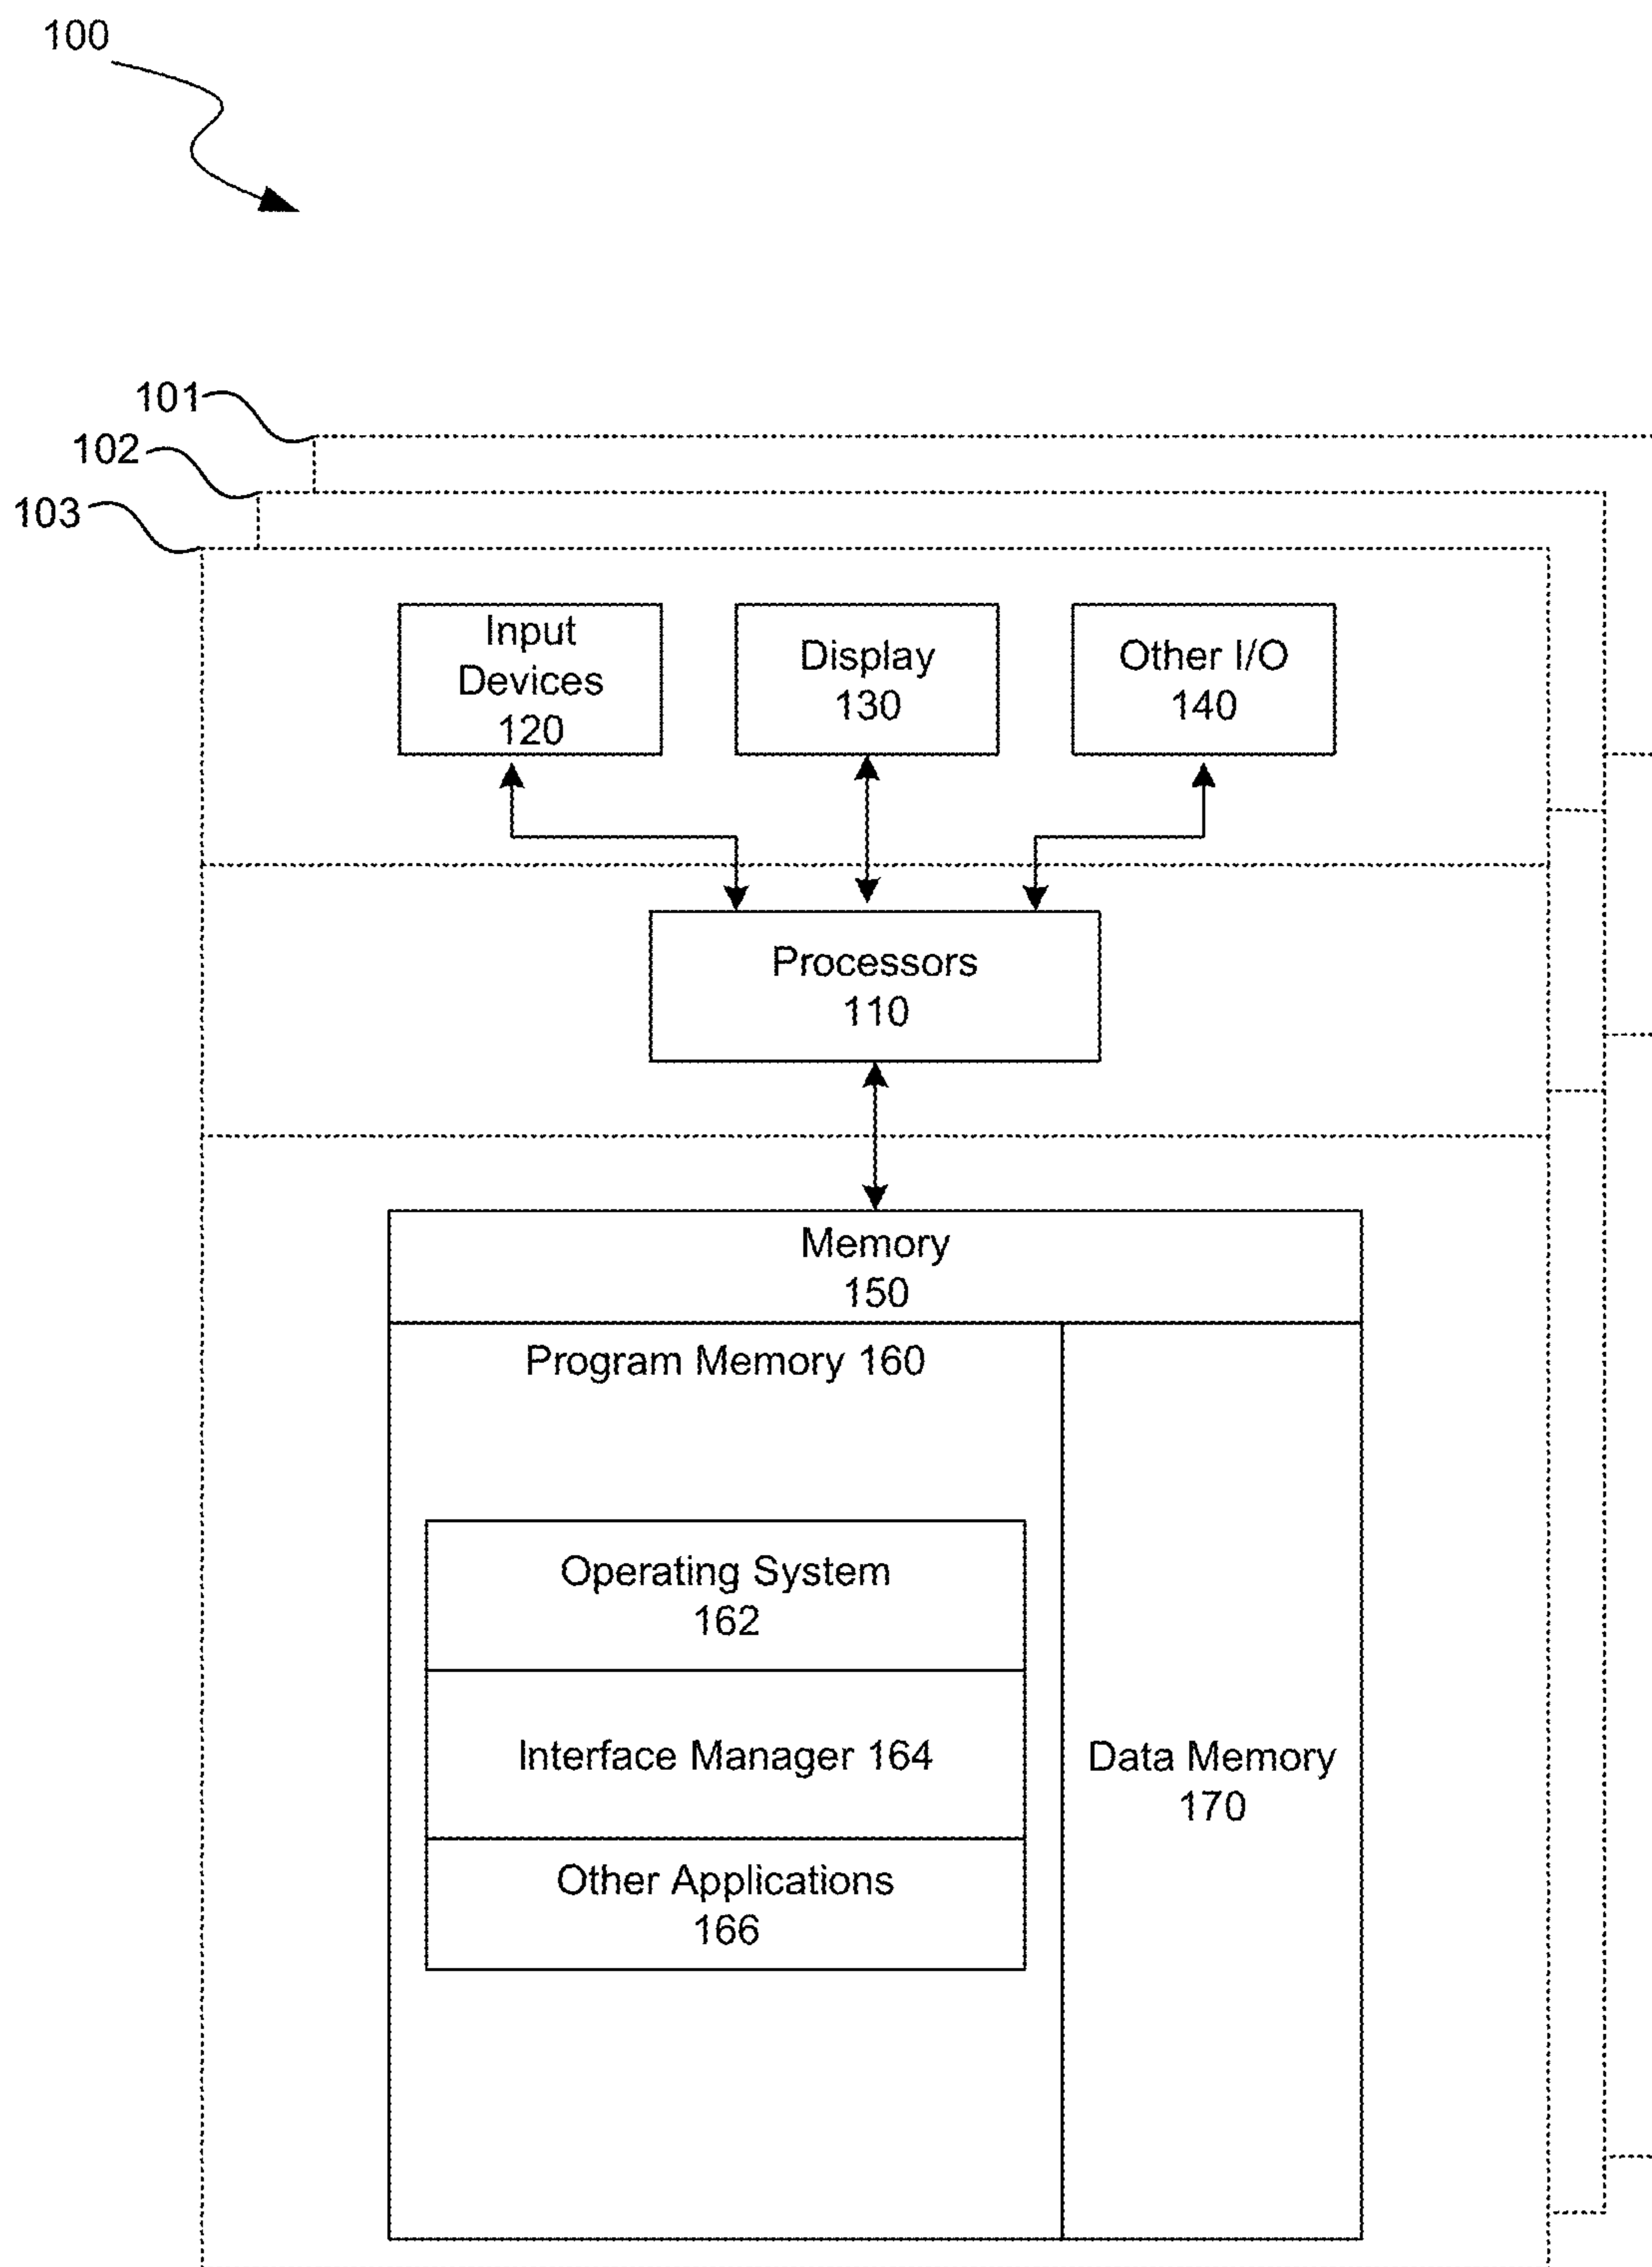 100
101
102
103
Input
Devices
120
Display
130
Other I/O
140
Processors
110
Memory
150
Program Memory 160
Operating System
162
Interface Manager 164
Other Applications
166
Data Memory
170